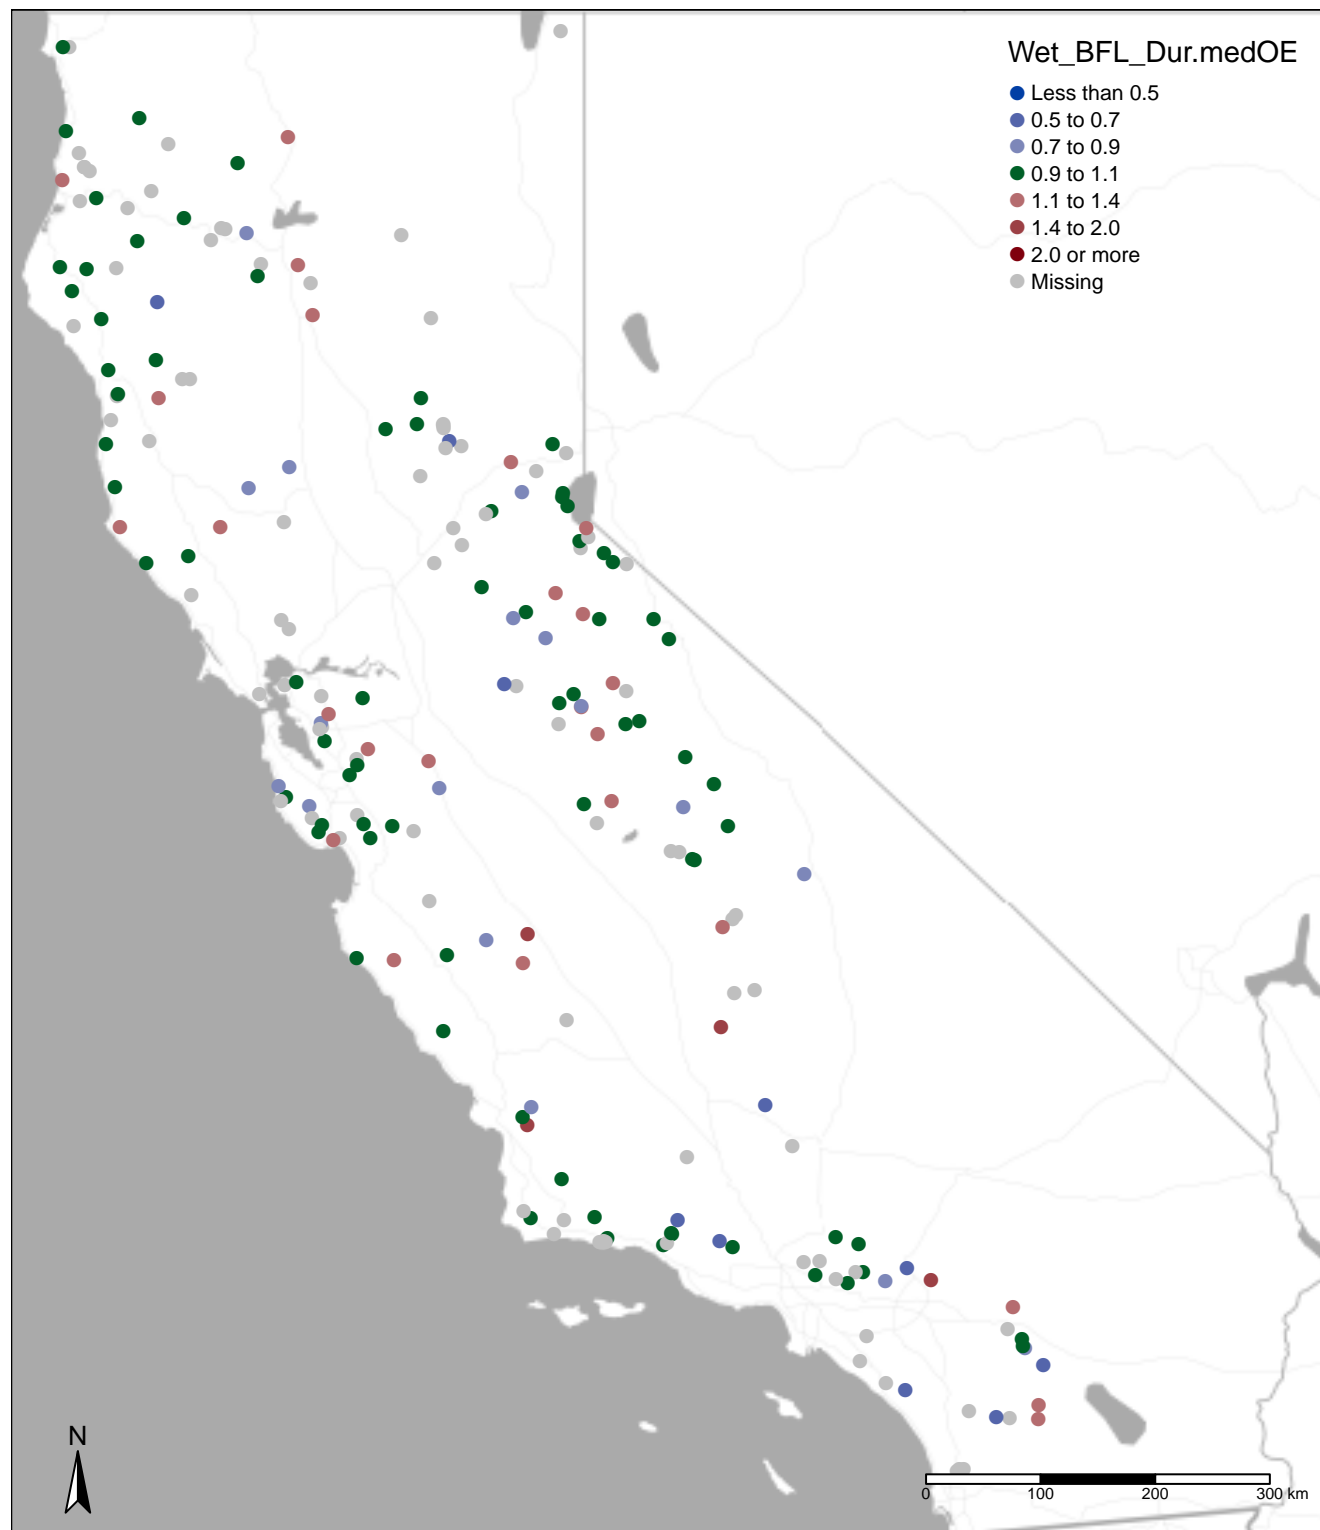 Wet_BFL_Dur.medOE
Less than 0.5
0.5 to 0.7
0.7 to 0.9
0.9 to 1.1
1.1 to 1.4
1.4 to 2.0
2.0 or more
Missing
N
0 100 200 300 km